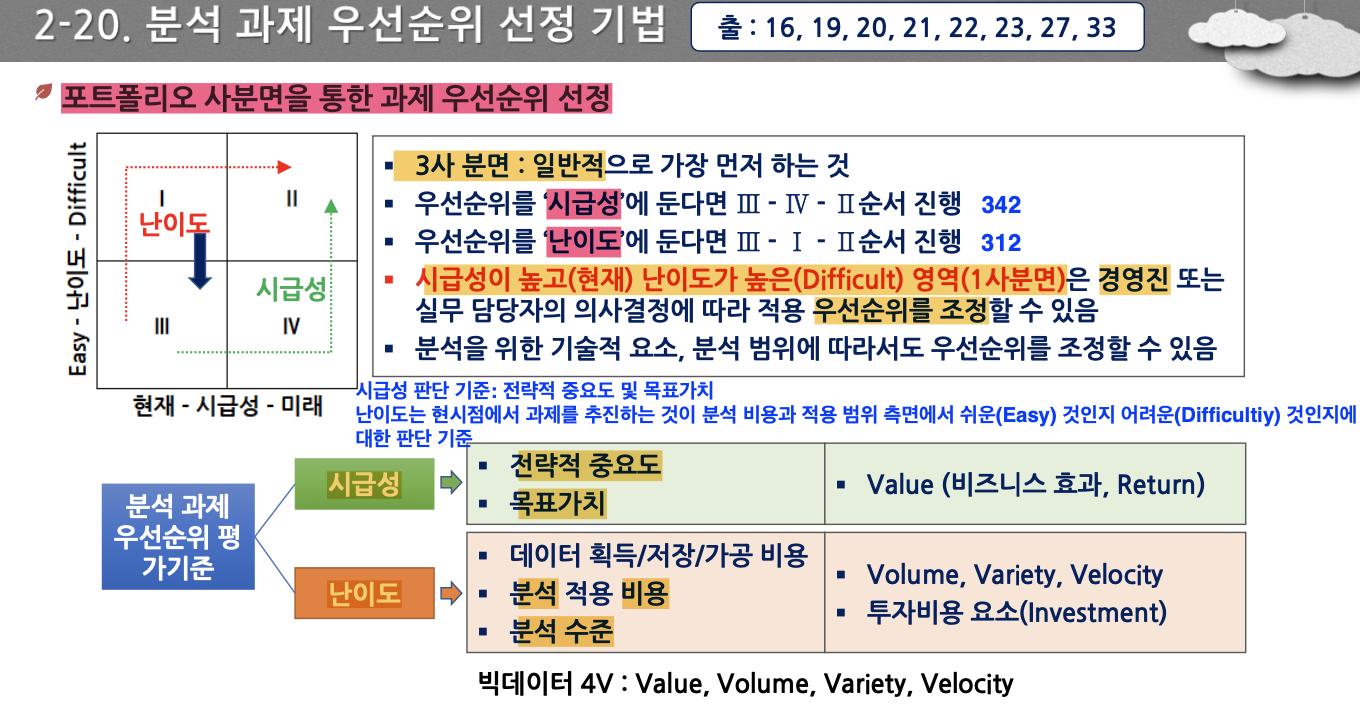 2-20. 분석 과제 우선순위 선정 기법
출 : 16, 19, 20, 21, 22, 23, 27, 33
포트폴리오 사분면을 통한 과제 우선순위 선정
Easy - 난이도 - Difficult
Ⅰ
Ⅱ
난이도
시급성
Ⅲ
Ⅳ
현재 - 시급성 - 미래
▪ 3사 분면 : 일반적으로 가장 먼저 하는 것
▪ 우선순위를 ‘시급성’에 둔다면 Ⅲ - Ⅳ - Ⅱ순서 진행 342
▪ 우선순위를 ‘난이도’에 둔다면 Ⅲ - Ⅰ - Ⅱ순서 진행 312
▪ 시급성이 높고(현재) 난이도가 높은(Difficult) 영역(1사분면)은 경영진 또는
실무 담당자의 의사결정에 따라 적용 우선순위를 조정할 수 있음
▪ 분석을 위한 기술적 요소, 분석 범위에 따라서도 우선순위를 조정할 수 있음
시급성 판단 기준: 전략적 중요도 및 목표가치
난이도는 현시점에서 과제를 추진하는 것이 분석 비용과 적용 범위 측면에서 쉬운(Easy) 것인지 어려운(Difficultiy) 것인지에
대한 판단 기준
분석 과제
우선순위 평
가기준
시급성
▪ 전략적 중요도
▪ 목표가치
▪ Value (비즈니스 효과, Return)
난이도
▪ 데이터 획득/저장/가공 비용
▪ 분석 적용 비용
▪ 분석 수준
▪ Volume, Variety, Velocity
▪ 투자비용 요소(Investment)
빅데이터 4V : Value, Volume, Variety, Velocity